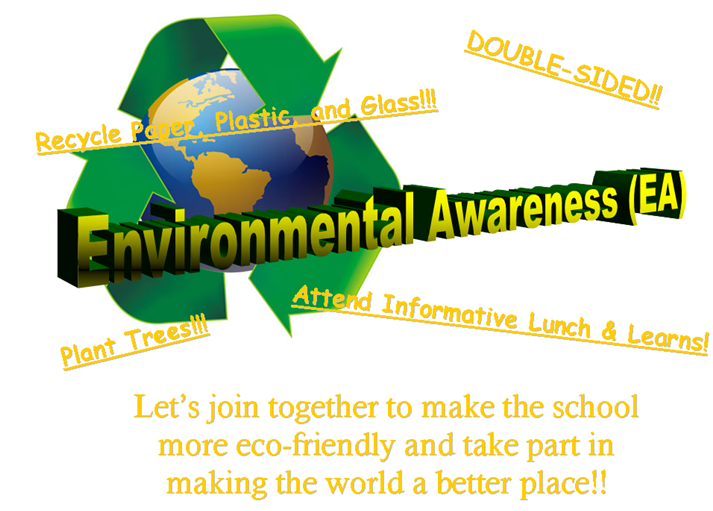 DOUBLE-SIDED!!
Recycle Paper, Plastic, and Glass!!!
Environmental Awareness (EA)
Attend Informative Lunch & Learns!
Plant Trees!!!
Let's join together to make the school
more eco-friendly and take part in
making the world a better place!!